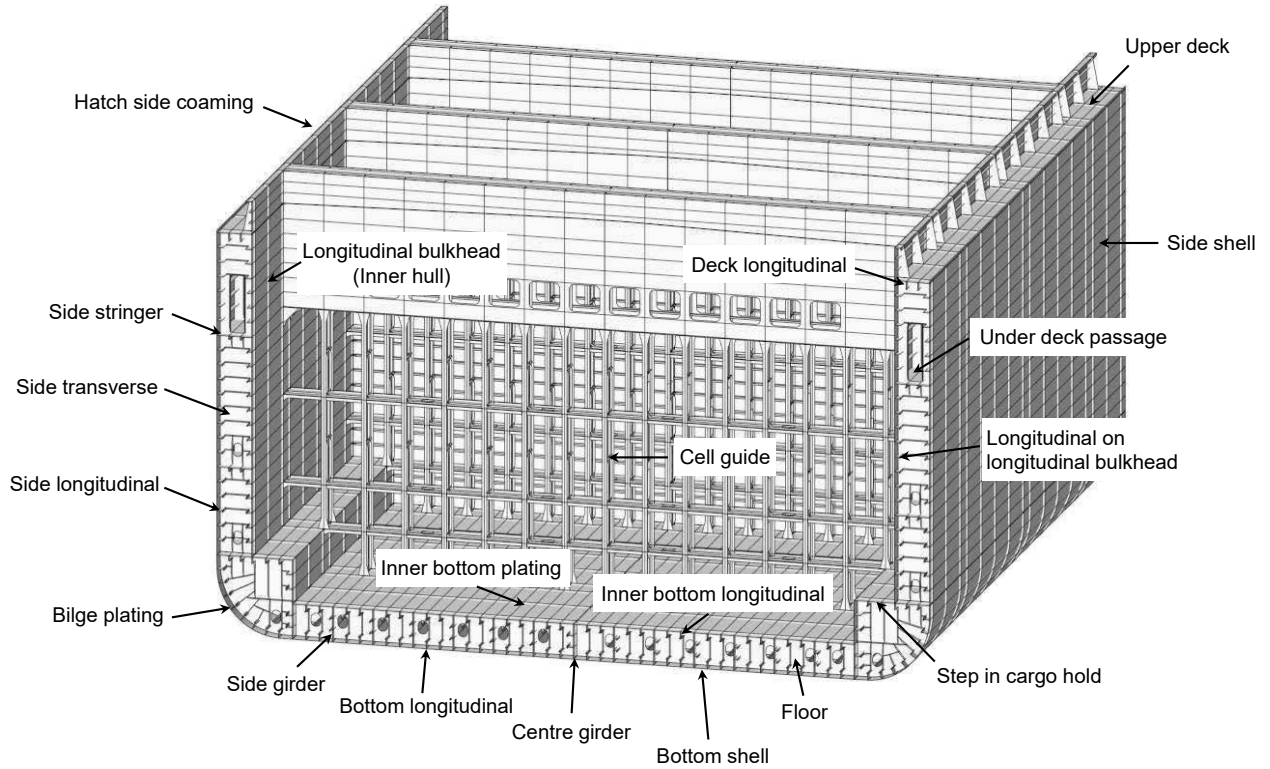 Upper deck
Hatch side coaming
Side shell
Longitudinal bulkhead
(Inner hull)
Deck longitudinal
Side stringer
Under deck passage
Side transverse
Longitudinal on
longitudinal bulkhead
Cell guide
Side longitudinal
Inner bottom plating
Inner bottom longitudinal
Bilge plating
Step in cargo hold
Side girder
Bottom longitudinal
Floor
Centre girder
Bottom shell